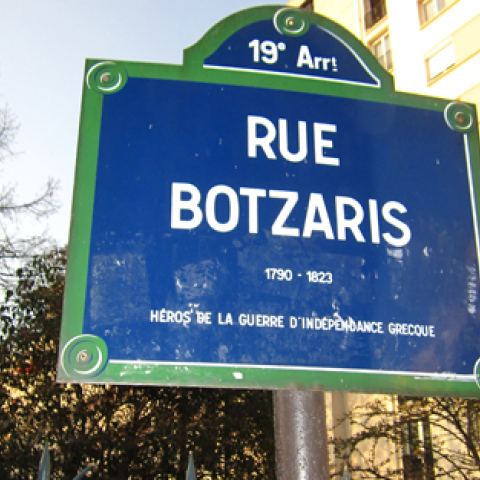 19e Arrt
RUE
BOTZARIS
1790 - 1823
HÉROS DE LA GUERRE D'INDÉPENDANCE GRECQUE